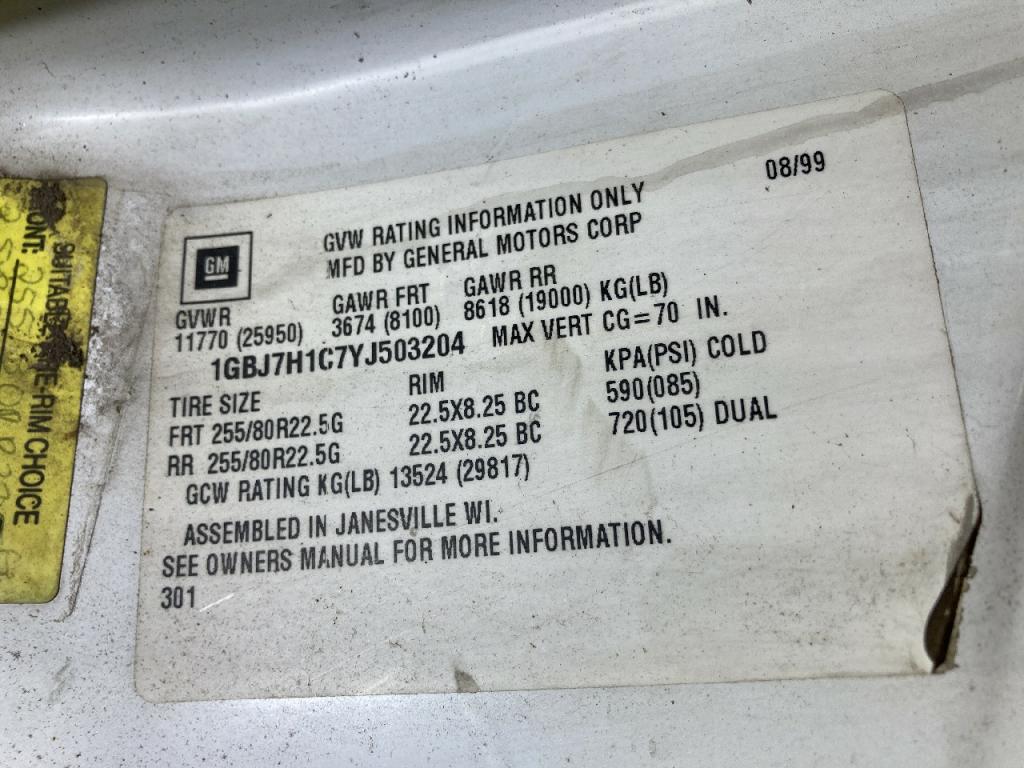 08/99
GM
GVW RATING INFORMATION ONLY
MFD BY GENERAL MOTORS CORP
GVWR GAWR FRT GAWR RR
11770 (25950) 3674 (8100) 8618 (19000) KG(LB)
1GBJ7H1C7YJ503204 MAX VERT CG=70 IN.
TIRE SIZE RIM KPA(PSI) COLD
FRT 255/80R22.5G 22.5X8.25 BC 590(085)
RR 255/80R22.5G 22.5X8.25 BC 720(105) DUAL
GCW RATING KG(LB) 13524 (29817)
ASSEMBLED IN JANESVILLE WI.
SEE OWNERS MANUAL FOR MORE INFORMATION.
301
RIM CHOICE